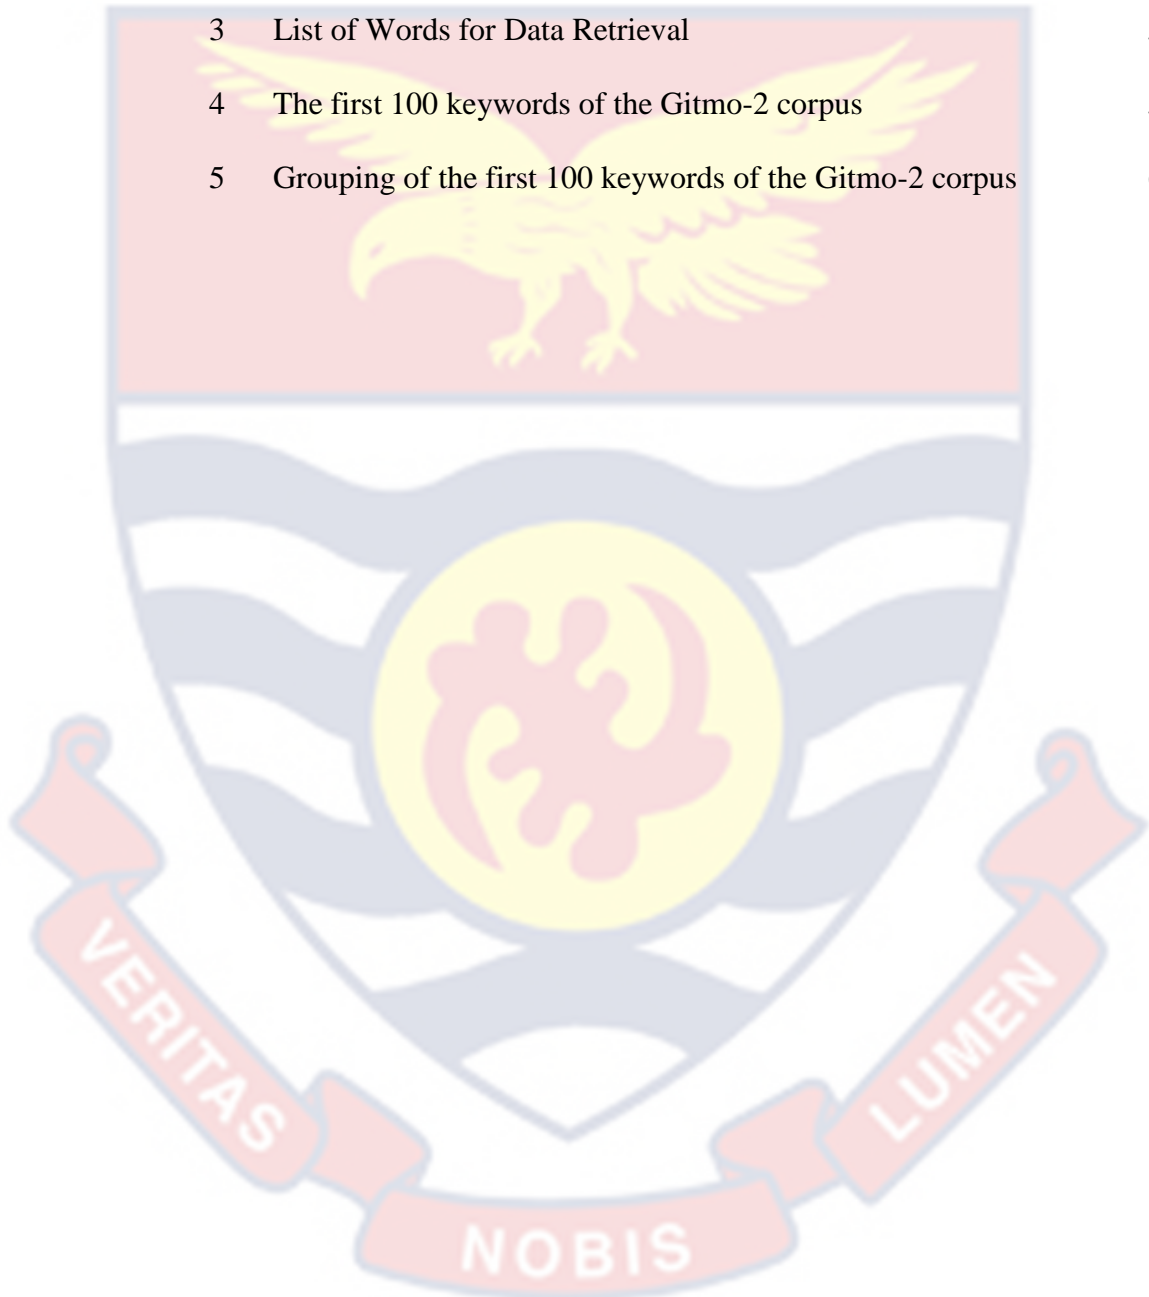 3 List of Words for Data Retrieval
4 The first 100 keywords of the Gitmo-2 corpus
5 Grouping of the first 100 keywords of the Gitmo-2 corpus
VERITAS
NOBIS
LUMEN